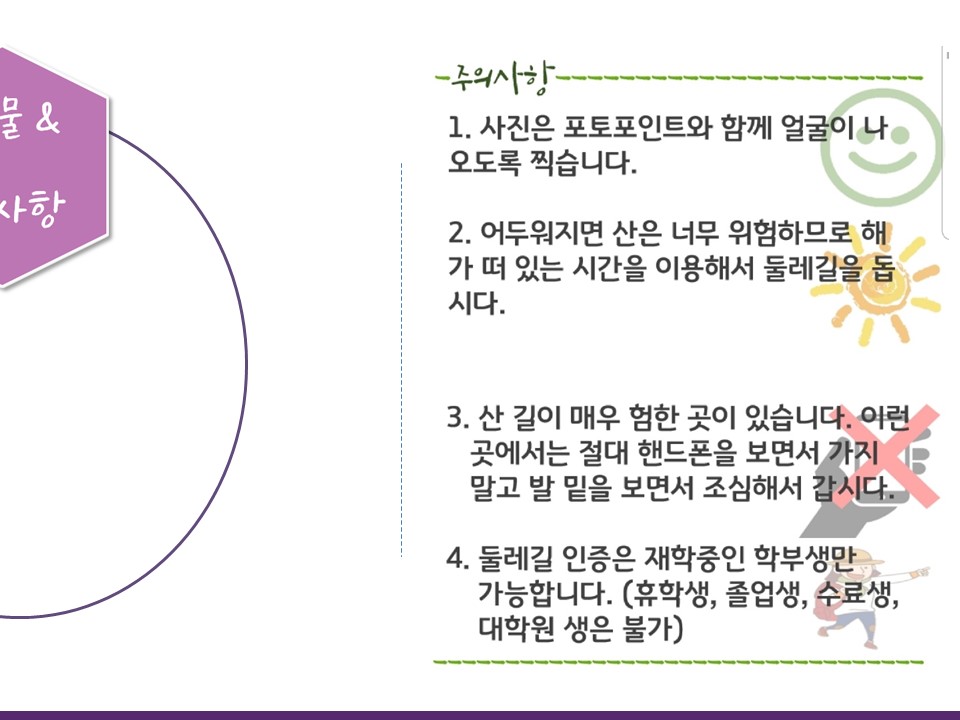 물 &
사항
주의사항
1. 사진은 포토포인트와 함께 얼굴이 나
오도록 찍습니다.
2. 어두워지면 산은 너무 위험하므로 해
가 떠 있는 시간을 이용해서 둘레길을 돕
시다.
3. 산 길이 매우 험한 곳이 있습니다. 이런
곳에서는 절대 핸드폰을 보면서 가지
말고 발 밑을 보면서 조심해서 갑시다.
4. 둘레길 인증은 재학중인 학부생만
가능합니다. (휴학생, 졸업생, 수료생,
대학원 생은 불가)